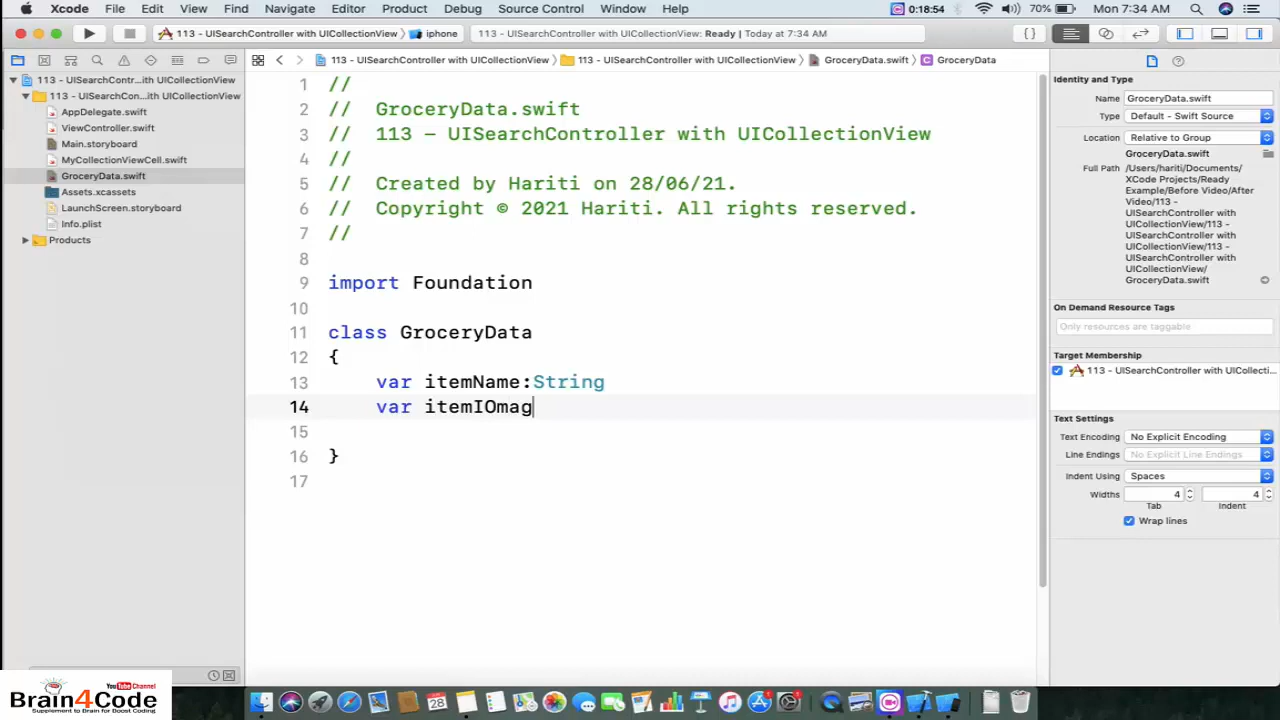 Xcode File Edit View Find Navigate Editor Product Debug Source Control Window Help 0:18:54 70% Mon 7:34 AM
113 - UISearchController with UICollectionView iphone 113 - UISearchController with UICollectionView: Ready | Today at 7:34 AM { }
113 - UISearchContr...ith UICollectionView
113 - UISearchCon...ith UICollectionView
AppDelegate.swift
ViewController.swift
Main.storyboard
MyCollectionViewCell.swift
GroceryData.swift
Assets.xcassets
LaunchScreen.storyboard
Info.plist
Products
113 - UISearchController with UICollectionView 113 - UISearchController with UICollectionView GroceryData.swift C GroceryData
1 //
2 // GroceryData.swift
3 // 113 - UISearchController with UICollectionView
4 //
5 // Created by Hariti on 28/06/21.
6 // Copyright © 2021 Hariti. All rights reserved.
7 //
8
9 import Foundation
10
11 class GroceryData
12 {
13 var itemName:String
14 var itemIOmag
15
16 }
17
Identity and Type
Name GroceryData.swift
Type Default - Swift Source
Location Relative to Group
GroceryData.swift
Full Path /Users/hariti/Documents/
XCode Projects/Ready
Example/Before Video/After
Video/113 -
UISearchController with
UICollectionView/113 -
UISearchController with
UICollectionView/113 -
UISearchController with
UICollectionView/
GroceryData.swift
On Demand Resource Tags
Only resources are taggable
Target Membership
113 - UISearchController with UICollecti...
Text Settings
Text Encoding No Explicit Encoding
Line Endings No Explicit Line Endings
Indent Using Spaces
Widths 4 4
Tab Indent
Wrap lines
YouTube Channel
Brain4Code
Supplement to Brain for Boost Coding
28